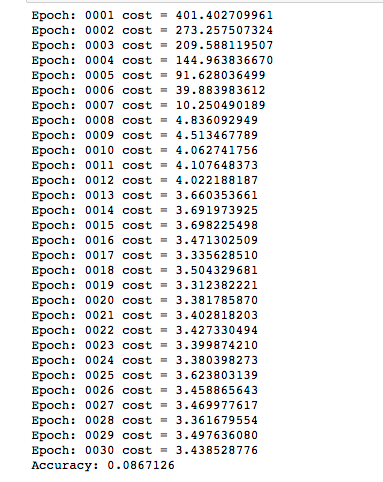 Epoch: 0001 cost = 401.402709961
Epoch: 0002 cost = 273.257507324
Epoch: 0003 cost = 209.588119507
Epoch: 0004 cost = 144.963836670
Epoch: 0005 cost = 91.628036499
Epoch: 0006 cost = 39.883983612
Epoch: 0007 cost = 10.250490189
Epoch: 0008 cost = 4.836092949
Epoch: 0009 cost = 4.513467789
Epoch: 0010 cost = 4.062741756
Epoch: 0011 cost = 4.107648373
Epoch: 0012 cost = 4.022188187
Epoch: 0013 cost = 3.660353661
Epoch: 0014 cost = 3.691973925
Epoch: 0015 cost = 3.698225498
Epoch: 0016 cost = 3.471302509
Epoch: 0017 cost = 3.335628510
Epoch: 0018 cost = 3.504329681
Epoch: 0019 cost = 3.312382221
Epoch: 0020 cost = 3.381785870
Epoch: 0021 cost = 3.402818203
Epoch: 0022 cost = 3.427330494
Epoch: 0023 cost = 3.399874210
Epoch: 0024 cost = 3.380398273
Epoch: 0025 cost = 3.623803139
Epoch: 0026 cost = 3.458865643
Epoch: 0027 cost = 3.469977617
Epoch: 0028 cost = 3.361679554
Epoch: 0029 cost = 3.497636080
Epoch: 0030 cost = 3.438528776
Accuracy: 0.0867126